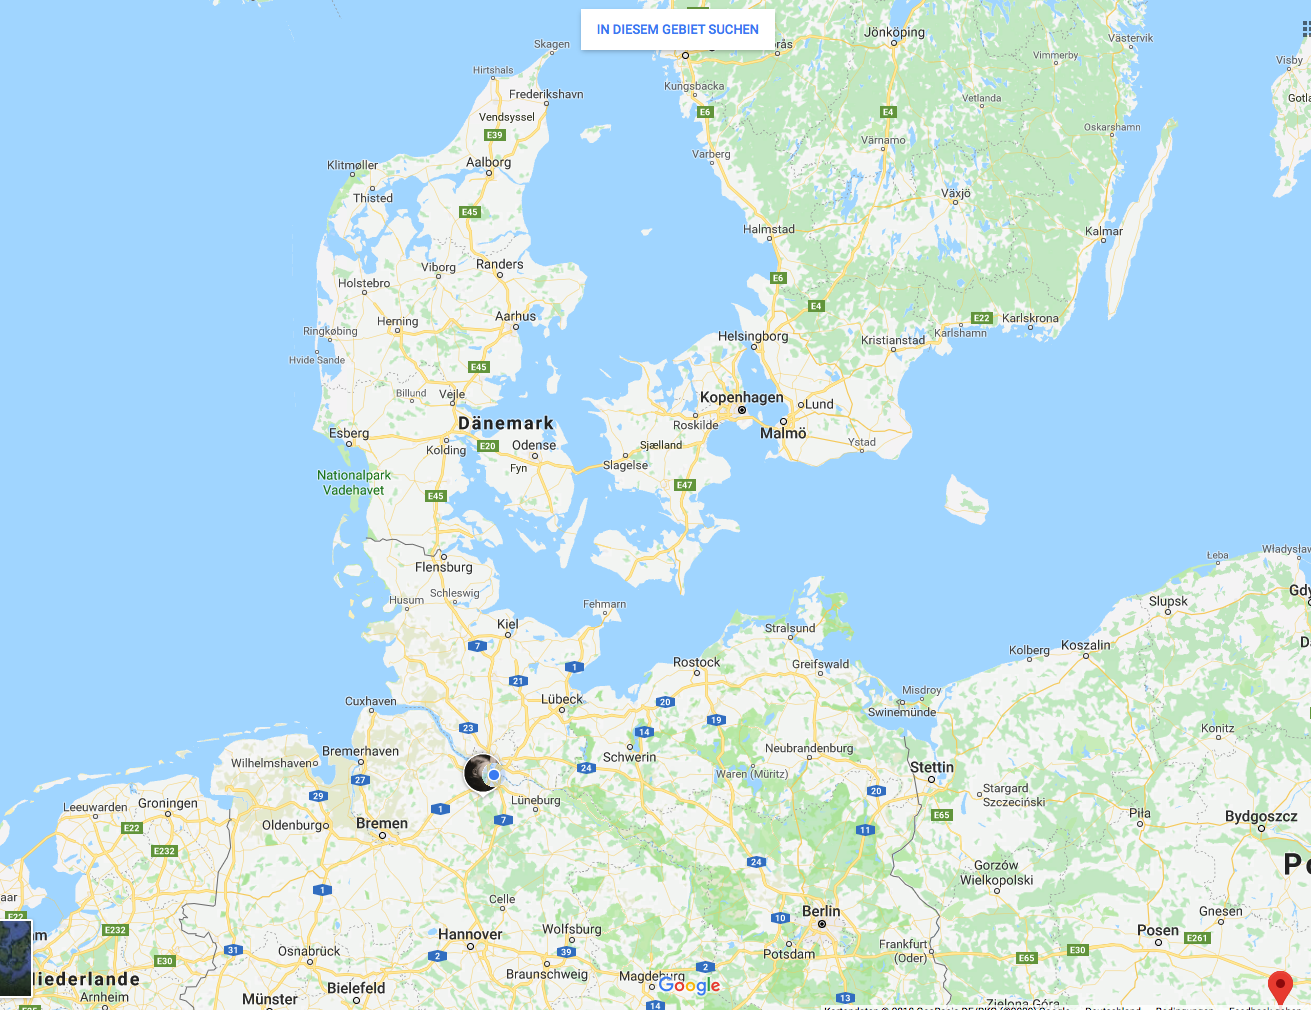 IN DIESEM GEBIET SUCHEN
Skagen
Jönköping
Västervik
Hirtshals
Vimmerby
Visby
Frederikshavn
Kungsbacka
Vetlanda
Vendsyssel
E6
E4
E39
Oskarshamn
Värnamo
Klitmøller
Aalborg
Varberg
Thisted
Växjö
E45
Halmstad
Kalmar
Viborg
Randers
Holstebro
E6
E4
Herning
Aarhus
E22
Karlskrona
Ringkøbing
Helsingborg
Kristianstad
Karlshamn
Hvide Sande
E45
Billund
Vejle
Kopenhagen
Lund
Dänemark
Roskilde
Esberg
Malmö
Kolding
E20
Odense
Sjælland
Ystad
Fyn
Slagelse
Nationalpark
Vadehavet
E47
E45
Łeba
Flensburg
Husum
Schleswig
Fehmarn
Słupsk
Kiel
Stralsund
7
Kolberg
Koszalin
1
Rostock
Greifswald
21
Misdroy
Cuxhaven
Lübeck
20
Swinemünde
19
23
14
Konitz
Bremerhaven
Schwerin
Neubrandenburg
Wilhelmshaven
24
Waren (Müritz)
Stettin
27
Leeuwarden
Groningen
29
Lüneburg
20
Stargard
Szczeciński
1
7
E65
Piła
Bydgoszcz
E22
Oldenburg
Bremen
11
E232
24
Gorzów
Wielkopolski
1
Celle
Berlin
Gnesen
E22
10
E232
Hannover
Wolfsburg
Posen
E261
31
Osnabrück
2
39
Potsdam
Frankfurt
(Oder)
E30
E65
E30
Braunschweig
Magdeburg
2
Google
Bielefeld
Arnheim
Münster
14
13
Zielona Góra